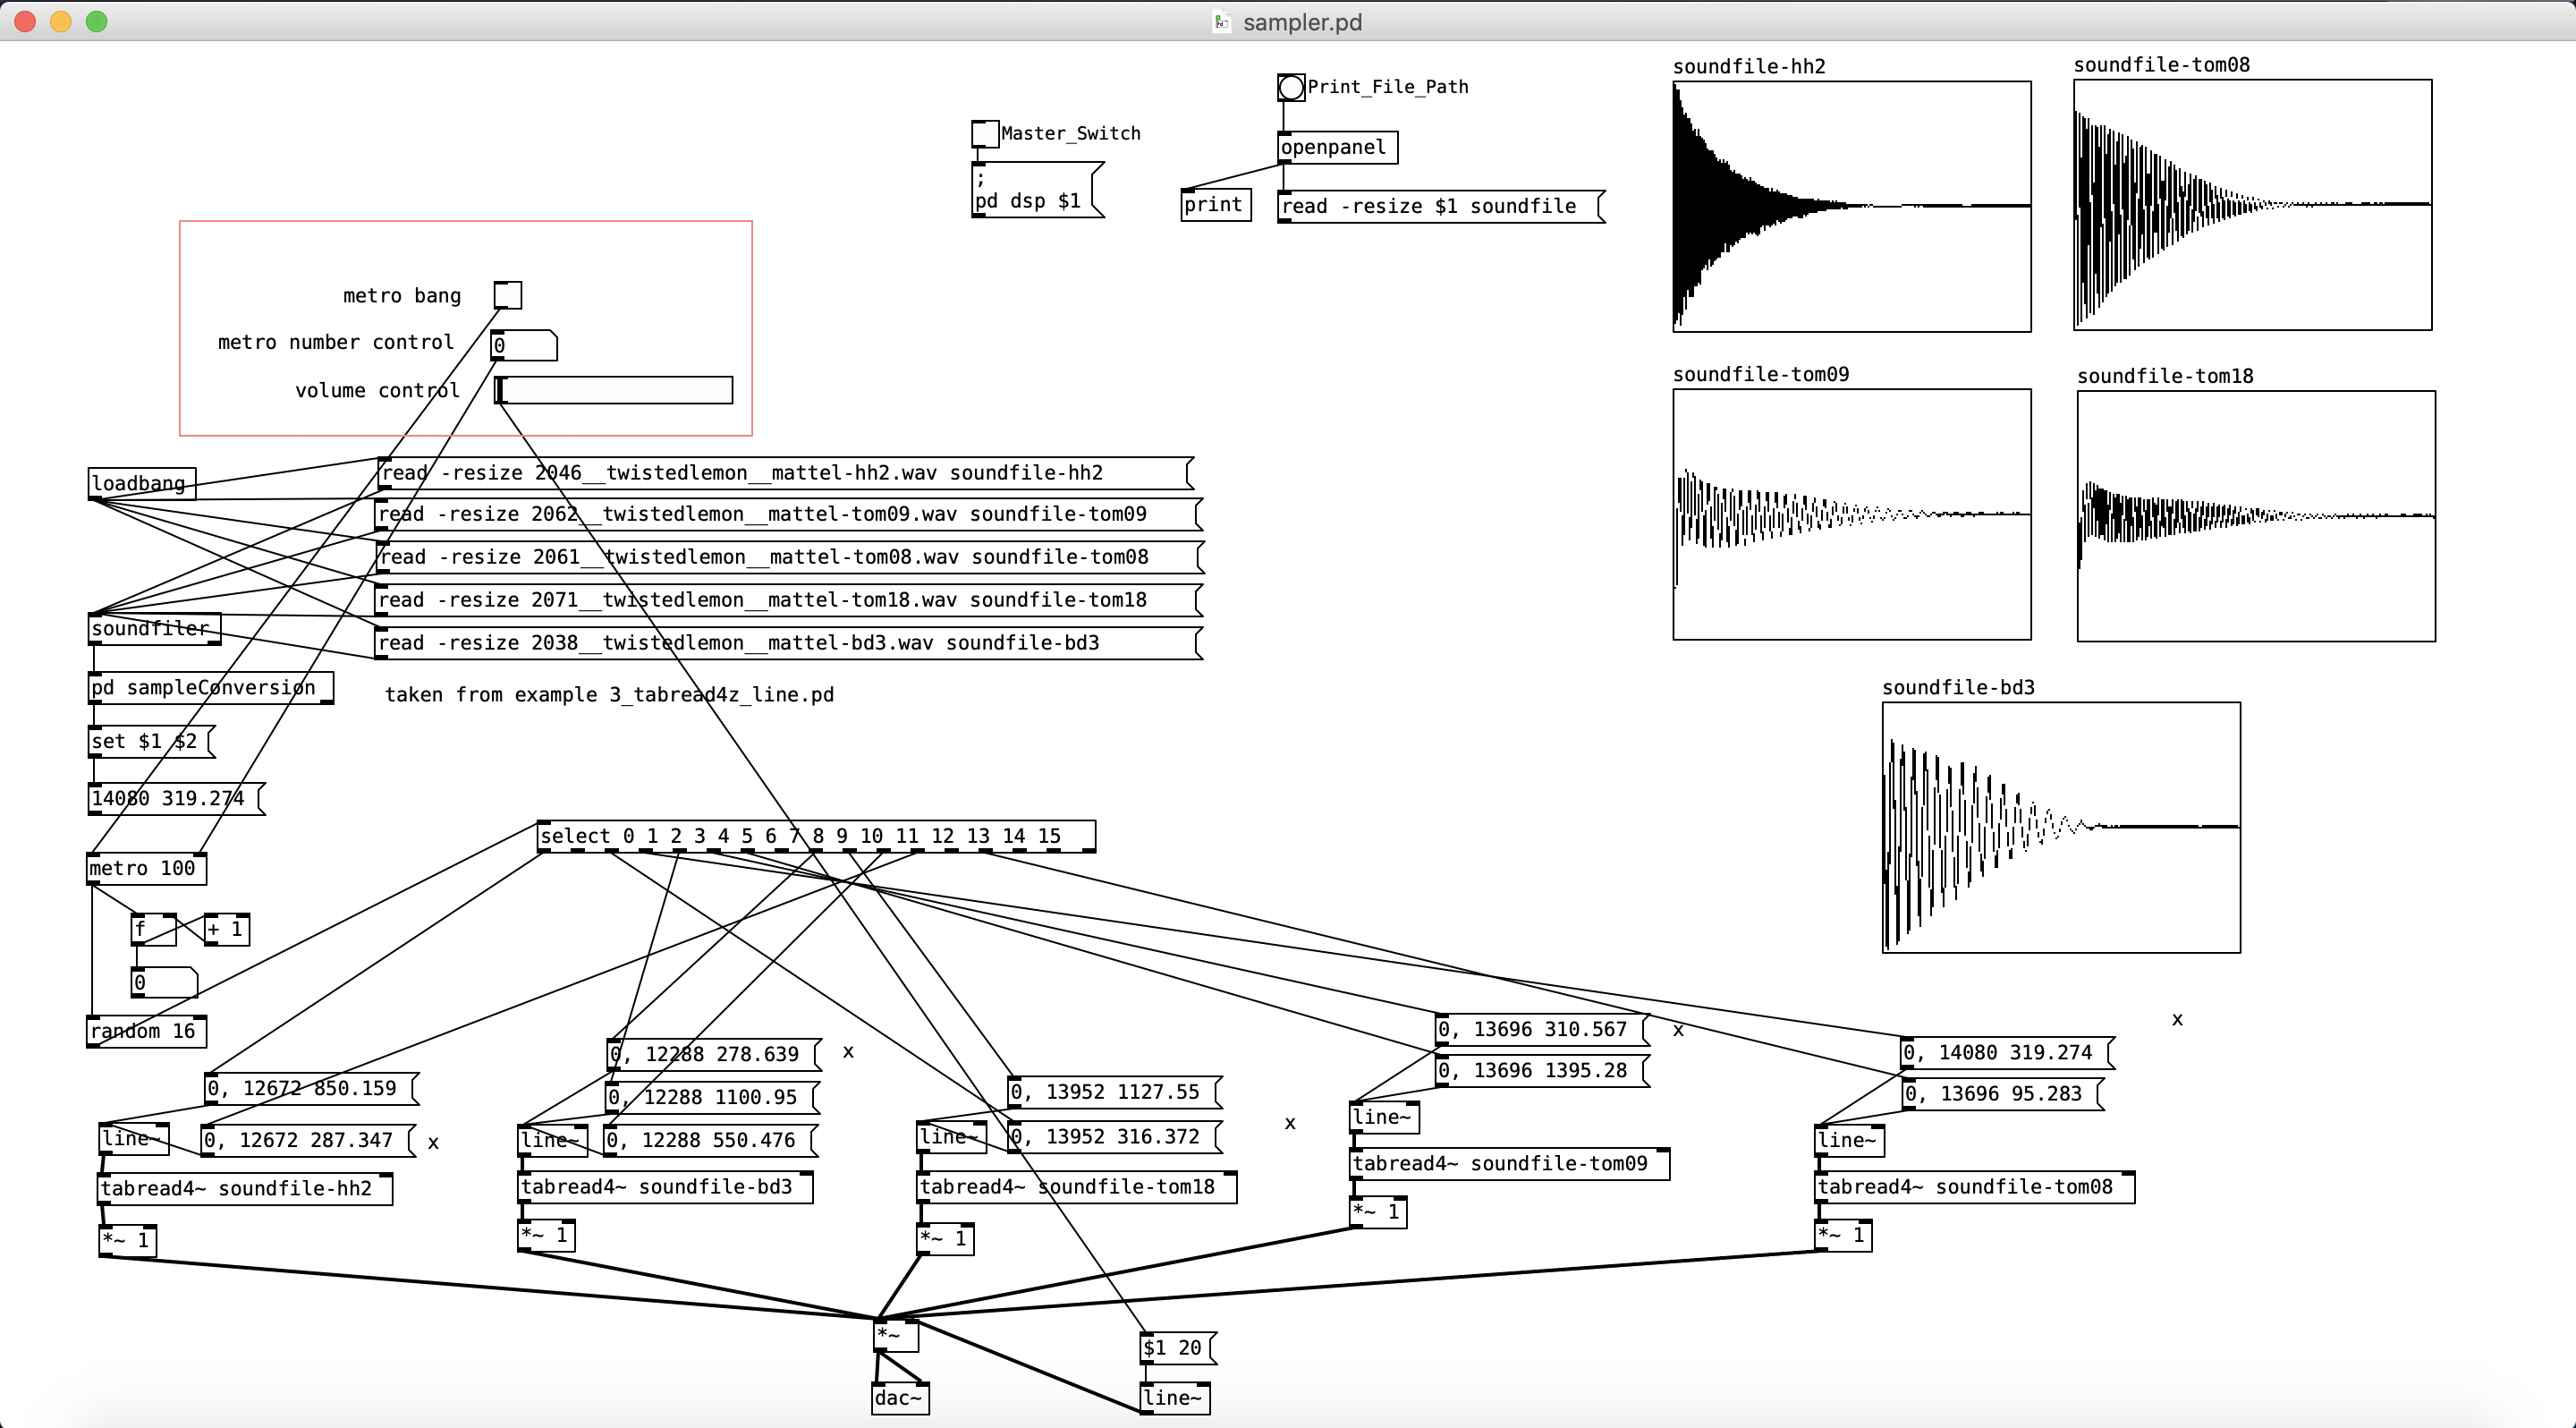 sampler.pd
Print_File_Path
Master_Switch
openpanel
;
pd dsp $1
print
read -resize $1 soundfile
soundfile-hh2
soundfile-tom08
metro bang
metro number control
0
volume control
soundfile-tom09
soundfile-tom18
loadbang
read -resize 2046__twistedlemon__mattel-hh2.wav soundfile-hh2
read -resize 2062__twistedlemon__mattel-tom09.wav soundfile-tom09
read -resize 2061__twistedlemon__mattel-tom08.wav soundfile-tom08
read -resize 2071__twistedlemon__mattel-tom18.wav soundfile-tom18
read -resize 2038__twistedlemon__mattel-bd3.wav soundfile-bd3
soundfiler
pd sampleConversion
taken from example 3_tabread4z_line.pd
soundfile-bd3
set $1 $2
14080 319.274
select 0 1 2 3 4 5 6 7 8 9 10 11 12 13 14 15
metro 100
f
+ 1
0
random 16
0, 12672 850.159
line~
0, 12672 287.347
x
tabread4~ soundfile-hh2
*~ 1
0, 12288 278.639
x
0, 12288 1100.95
line~
0, 12288 550.476
tabread4~ soundfile-bd3
*~ 1
0, 13952 1127.55
x
line~
0, 13952 316.372
tabread4~ soundfile-tom18
*~ 1
0, 13696 310.567
x
0, 13696 1395.28
line~
tabread4~ soundfile-tom09
*~ 1
x
0, 14080 319.274
0, 13696 95.283
line~
tabread4~ soundfile-tom08
*~ 1
*~
$1 20
dac~
line~